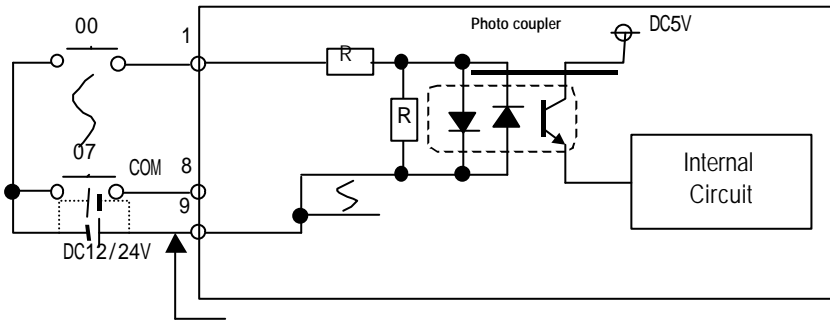 00
1
R
Photo coupler
DC5V
R
07
COM
8
9
DC12/24V
Internal
Circuit